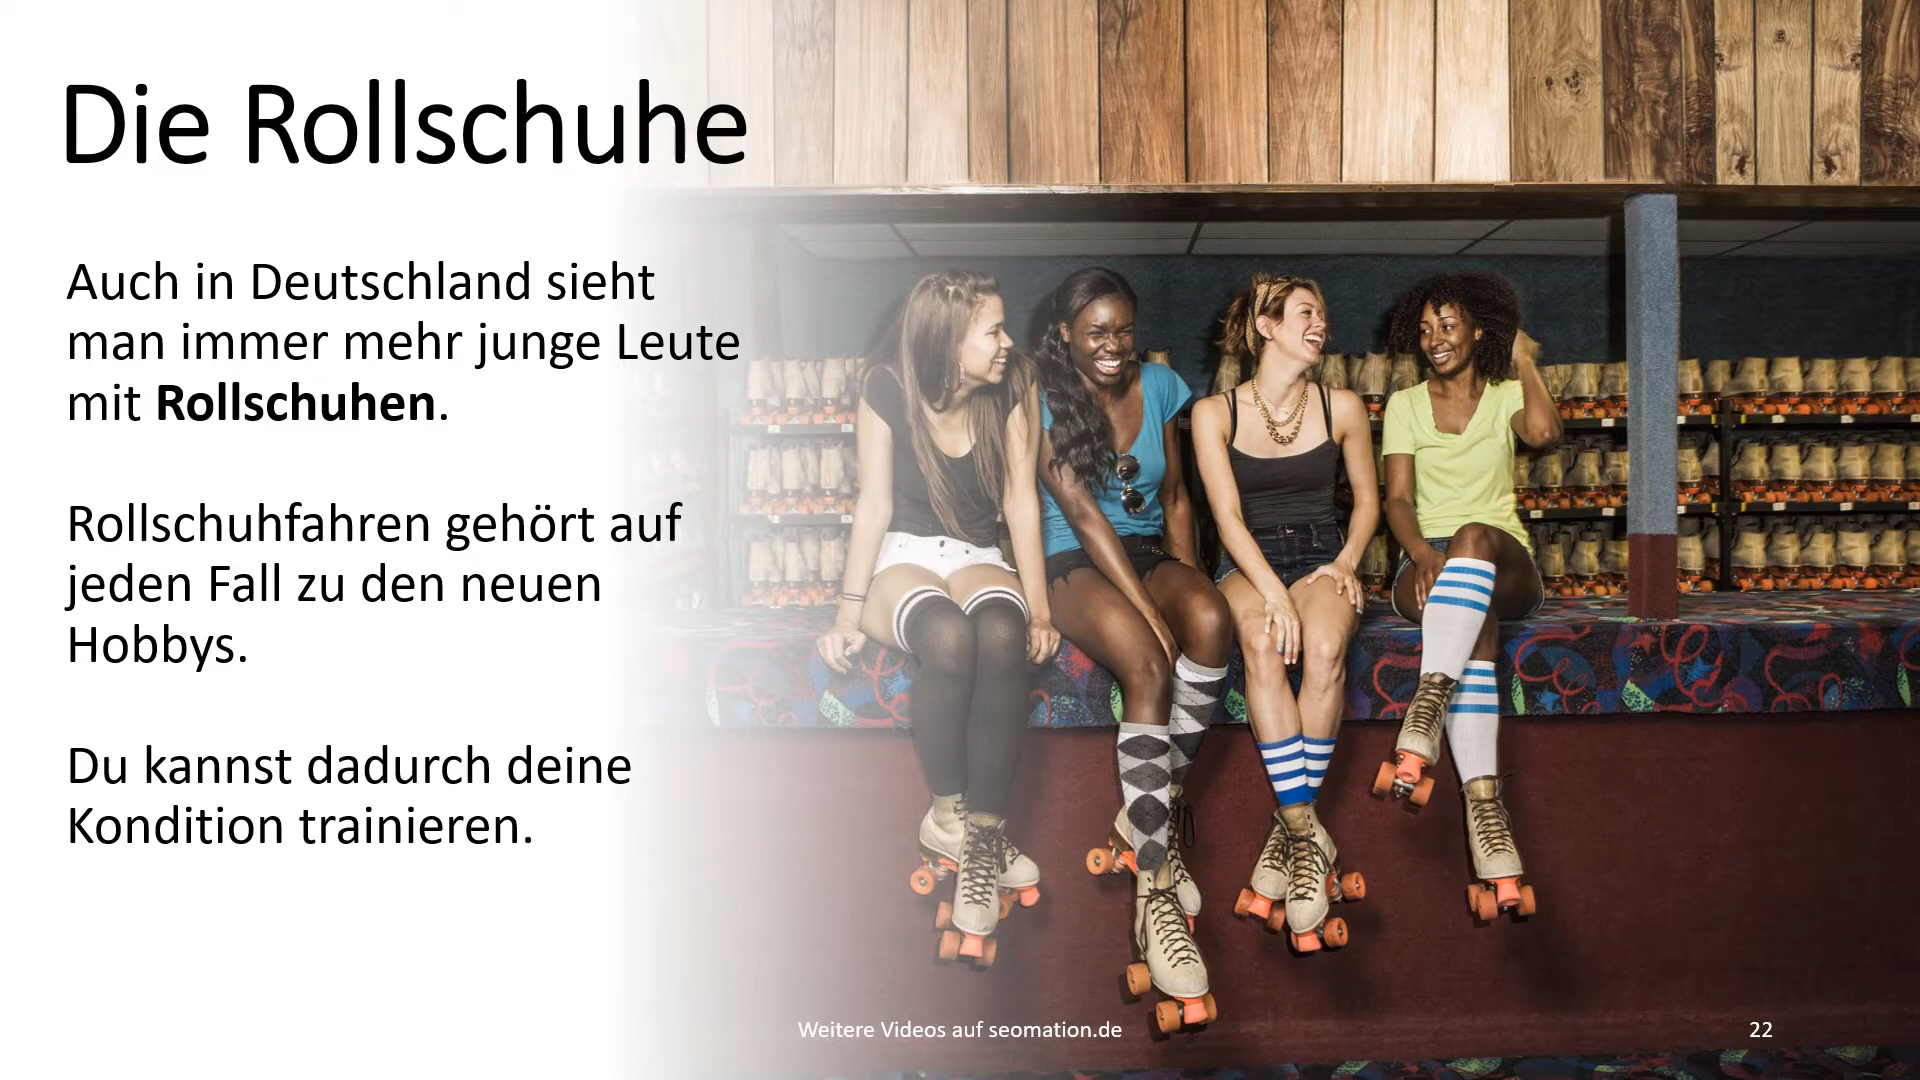 Die Rollschuhe
Auch in Deutschland sieht
man immer mehr junge Leute
mit Rollschuhen.
Rollschuhfahren gehört auf
jeden Fall zu den neuen
Hobbys.
Du kannst dadurch deine
Kondition trainieren.
Weitere Videos auf seomation.de
22